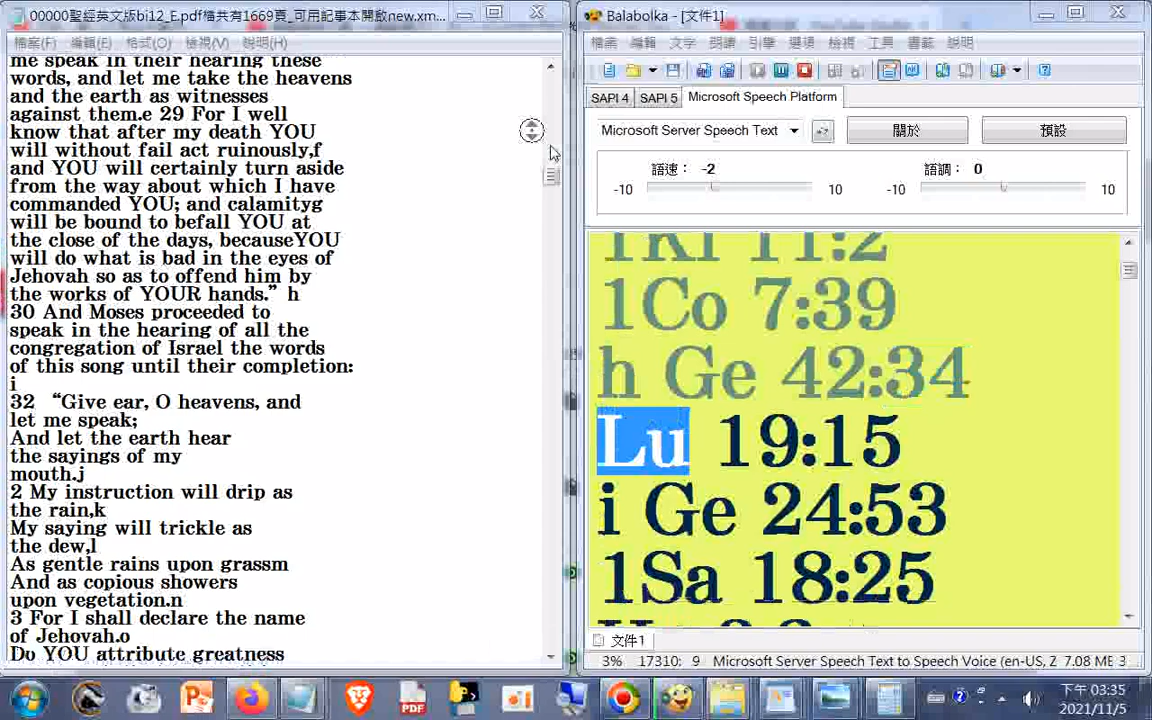 00000聖經英文版bi12_E.pdf檔共有1669頁_可用記事本開啟new.xm...
檔案(F) 編輯(E) 格式(O) 檢視(V) 說明(H)
me speak in their hearing these
words, and let me take the heavens
and the earth as witnesses
against them.e 29 For I well
know that after my death YOU
will without fail act ruinously,f
and YOU will certainly turn aside
from the way about which I have
commanded YOU; and calamityg
will be bound to befall YOU at
the close of the days, becauseYOU
will do what is bad in the eyes of
Jehovah so as to offend him by
the works of YOUR hands.” h
30 And Moses proceeded to
speak in the hearing of all the
congregation of Israel the words
of this song until their completion:
i
32 “Give ear, O heavens, and
let me speak;
And let the earth hear
the sayings of my
mouth.j
2 My instruction will drip as
the rain,k
My saying will trickle as
the dew,l
As gentle rains upon grassm
And as copious showers
upon vegetation.n
3 For I shall declare the name
of Jehovah.o
Do YOU attribute greatness
Balabolka - [文件1]
檔案 編輯 文字 朗讀 引擎 選項 檢視 工具 書籤 說明
SAPI 4 SAPI 5 Microsoft Speech Platform
Microsoft Server Speech Text 關於 預設
語速： -2 語調： 0
-10 10 -10 10
1Ki 11:2
1Co 7:39
h Ge 42:34
Lu 19:15
i Ge 24:53
1Sa 18:25
文件1
3% 17310: 9 Microsoft Server Speech Text to Speech Voice (en-US, Z 7.08 MB 3
下午 03:35
2021/11/5